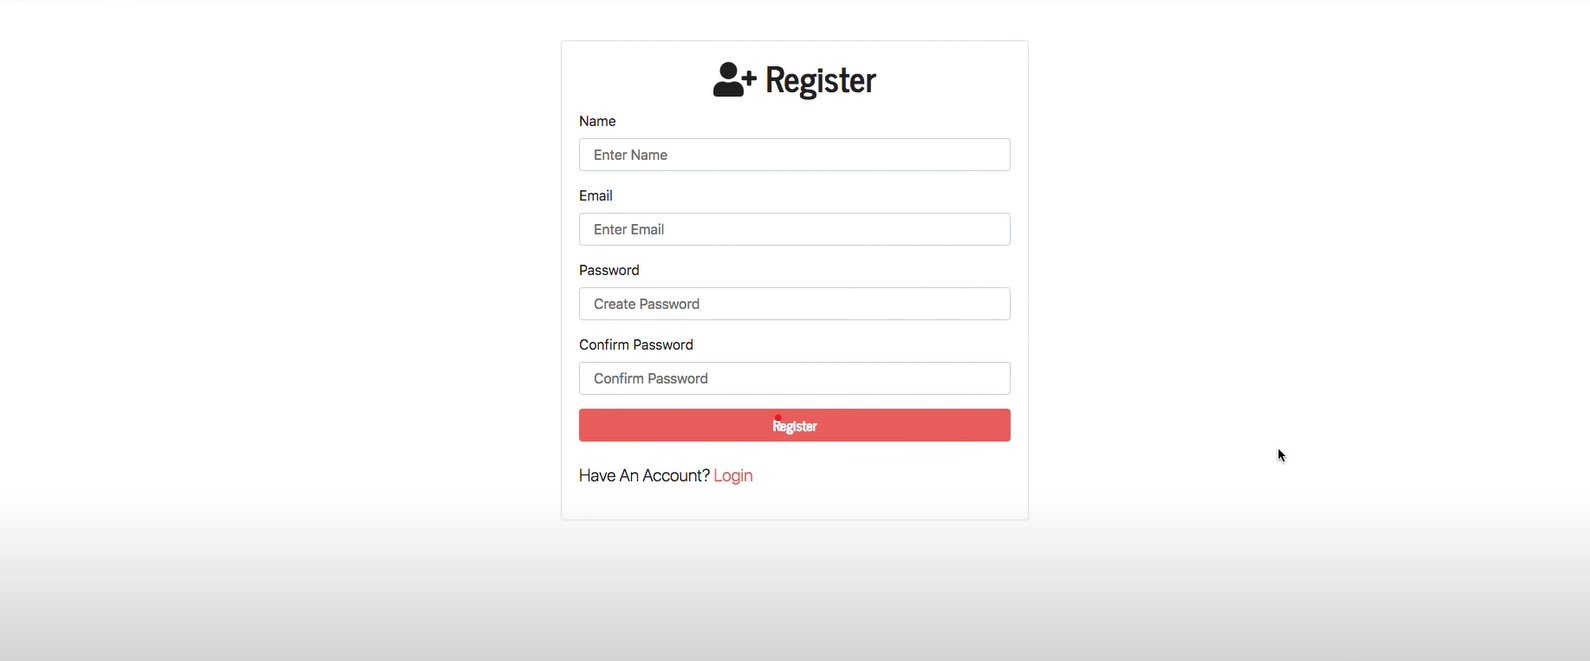 Register
Name
Enter Name
Email
Enter Email
Password
Create Password
Confirm Password
Confirm Password
Register
Have An Account? Login